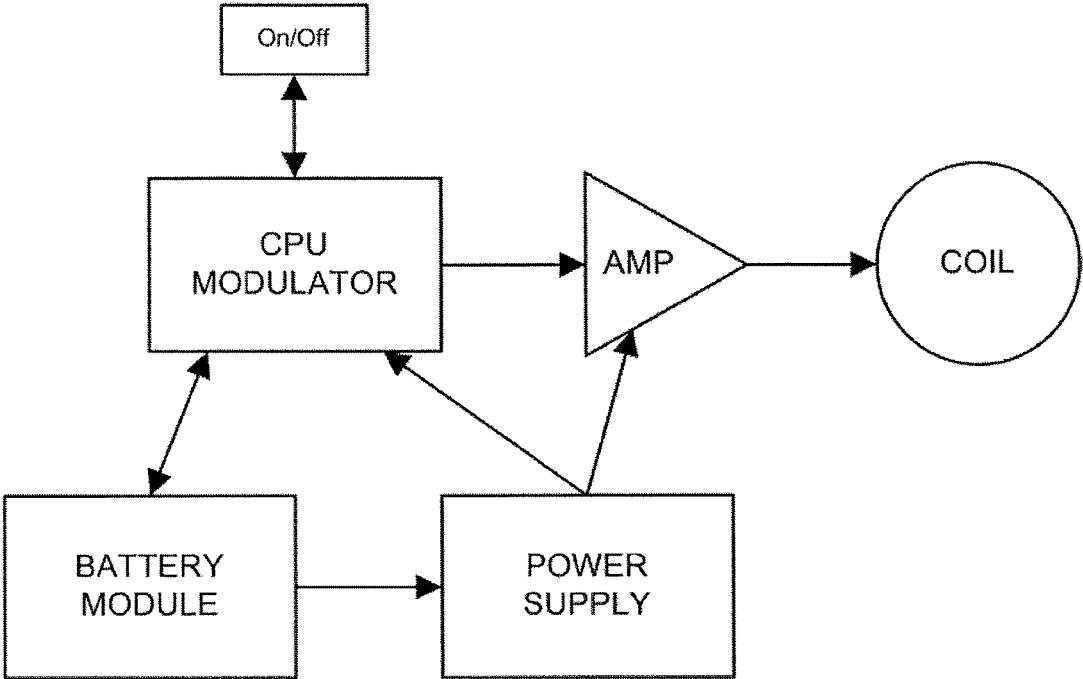 On/Off
CPU
MODULATOR
AMP
COIL
BATTERY
MODULE
POWER
SUPPLY